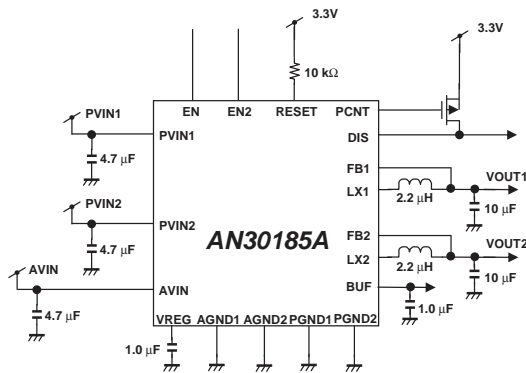 3.3V
3.3V
10 kΩ
EN
EN2
RESET
PCNT
PVIN1
PVIN1
DIS
4.7 µF
FB1
LX1
VOUT1
2.2 µH
10 µF
PVIN2
PVIN2
4.7 µF
AN30185A
FB2
VOUT2
LX2
2.2 µH
10 µF
AVIN
AVIN
BUF
4.7 µF
1.0 µF
VREG
AGND1
AGND2
PGND1
PGND2
1.0 µF